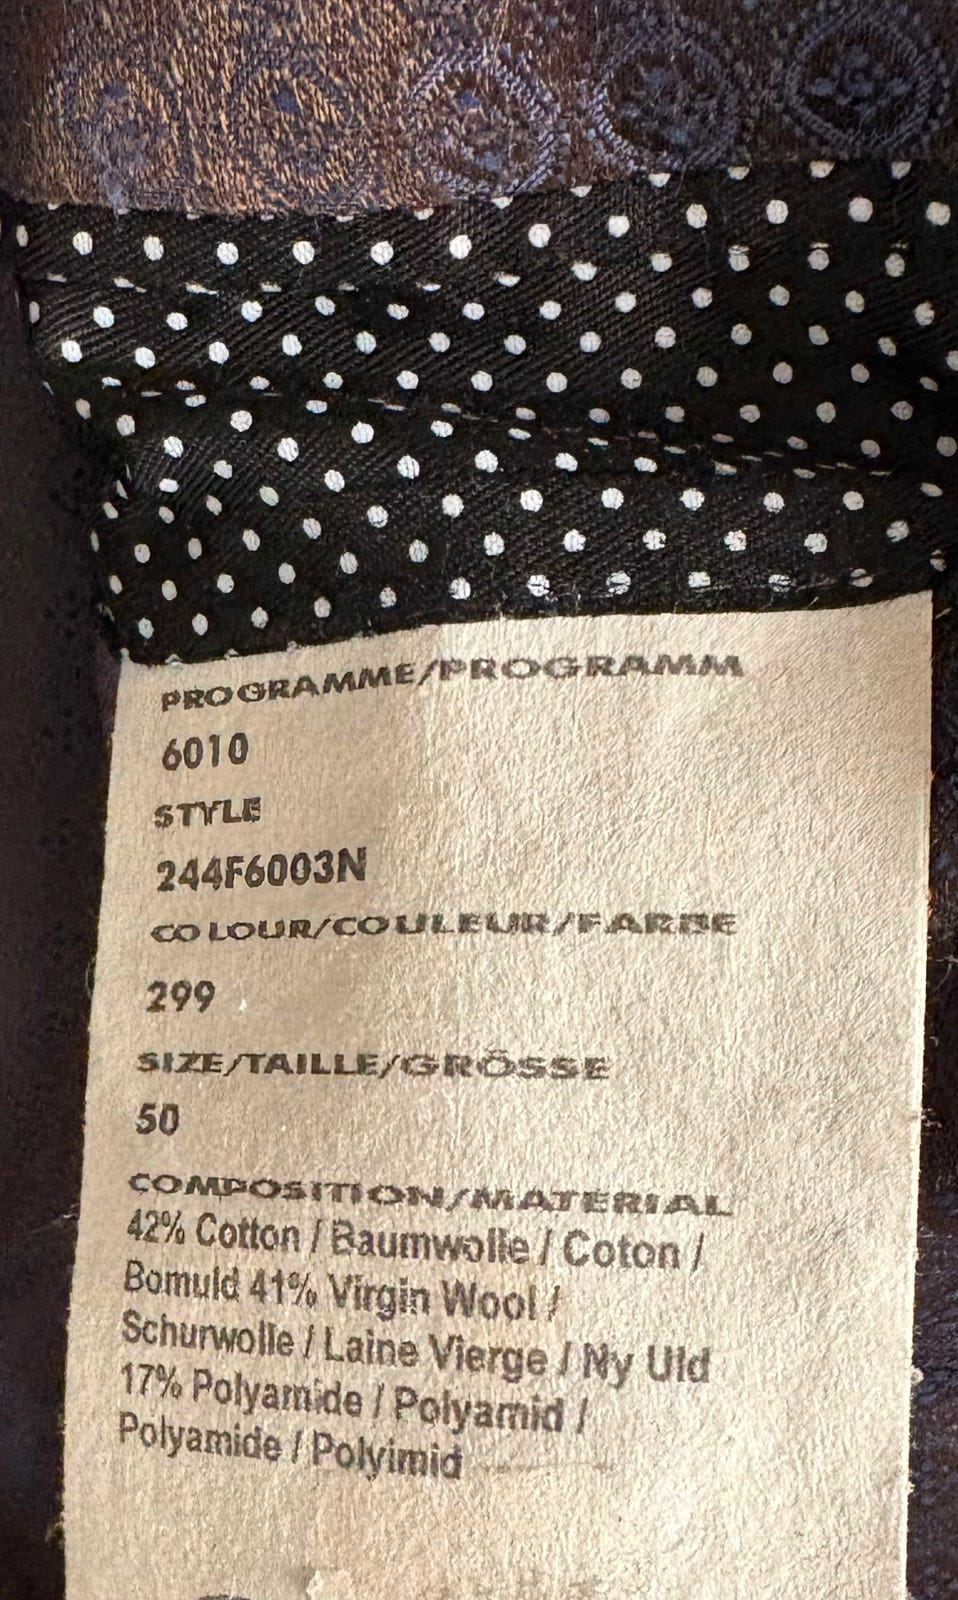 PROGRAMME/PROGRAMM
6010
STYLE
244F6003N
COLOUR/COULEUR/FARBE
299
SIZE/TAILLE/GRÖSSE
50
COMPOSITION/MATERIAL
42% Cotton / Baumwolle / Coton /
Bomuld 41% Virgin Wool /
Schurwolle / Laine Vierge / Ny Uld
17% Polyamide / Polyamid /
Polyamide / Polyimid